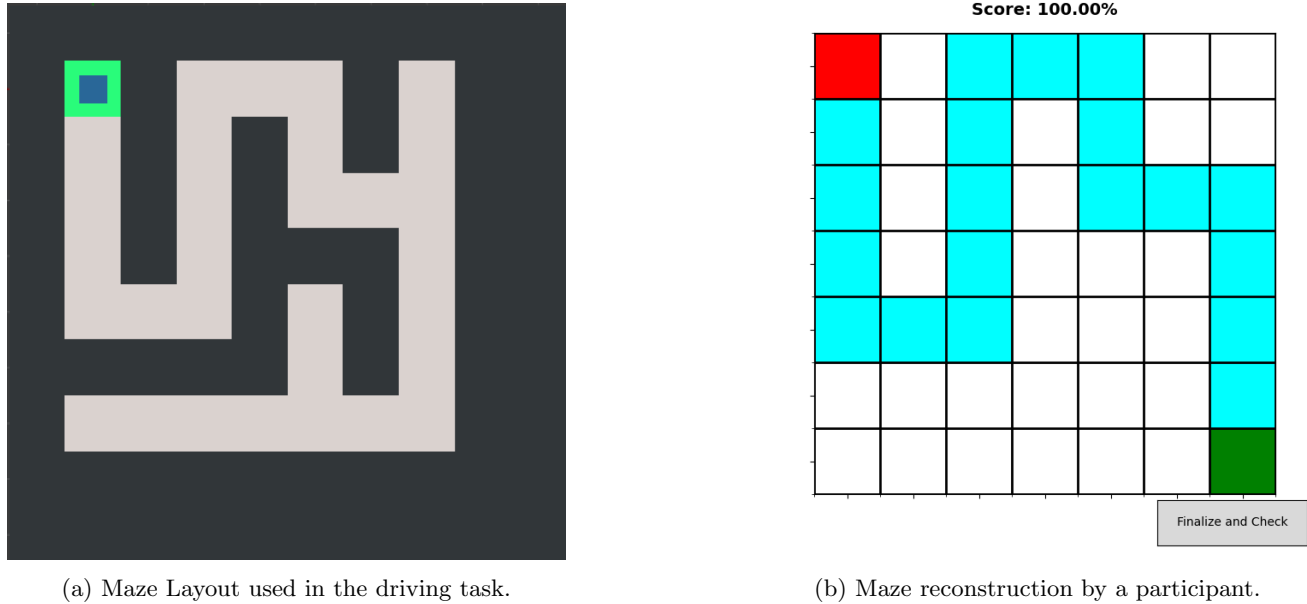 Score: 100.00%
Finalize and Check
(a) Maze Layout used in the driving task.
(b) Maze reconstruction by a participant.